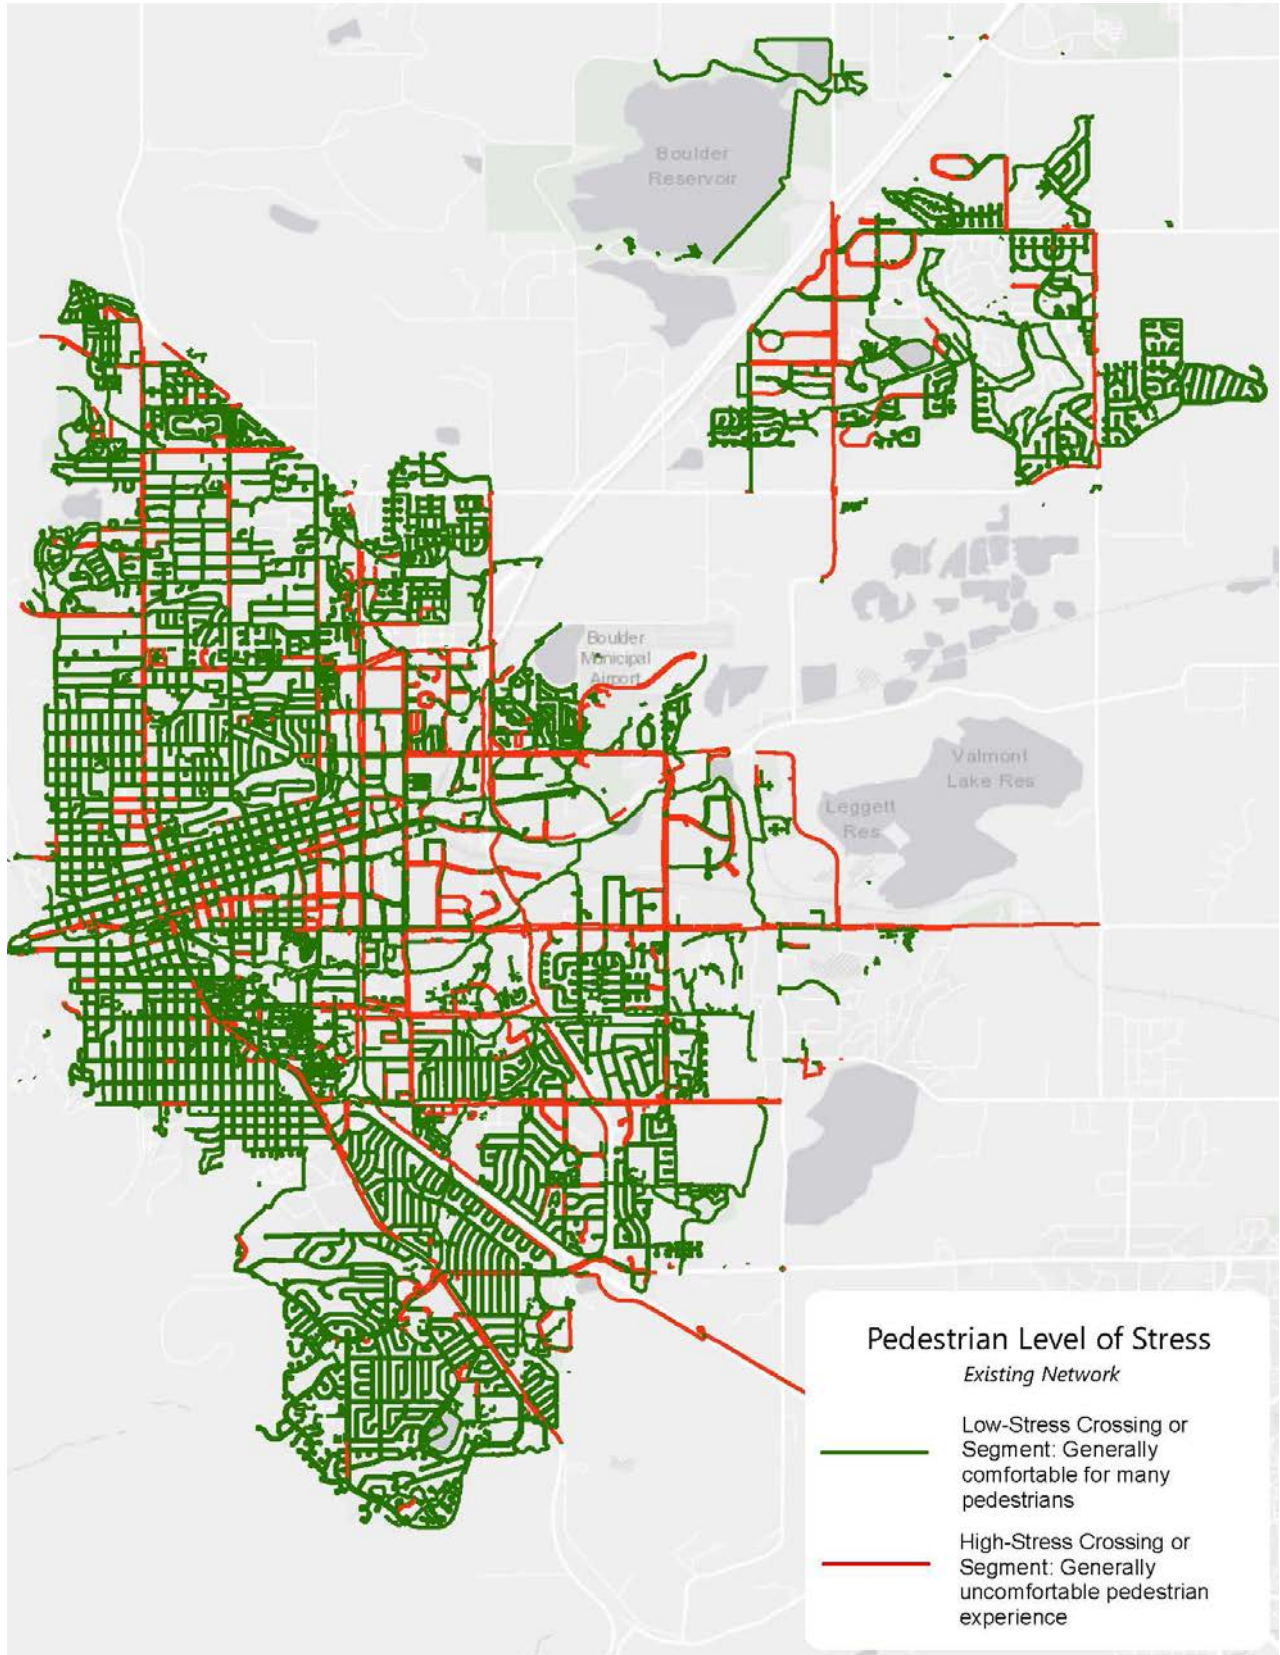 Boulder
Reservoir
Boulder
Municipal
Airport
Valmont
Lake Res
Leggett
Res
Pedestrian Level of Stress
Existing Network
Low-Stress Crossing or
Segment: Generally
comfortable for many
pedestrians
High-Stress Crossing or
Segment: Generally
uncomfortable pedestrian
experience